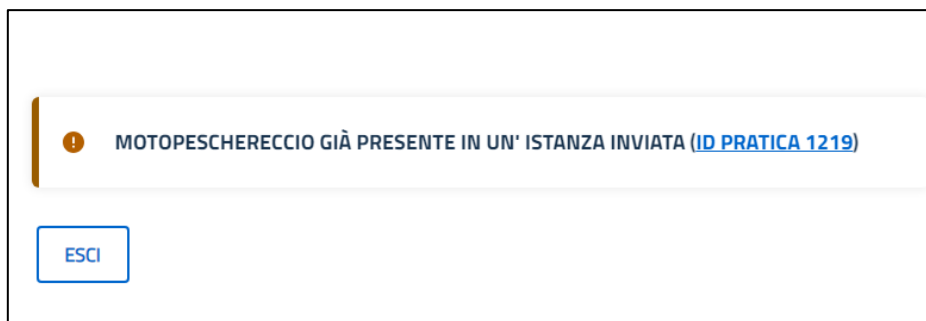 MOTOPESCHERECCIO GIÀ PRESENTE IN UN' ISTANZA INVIATA (ID PRATICA 1219)
ESCI